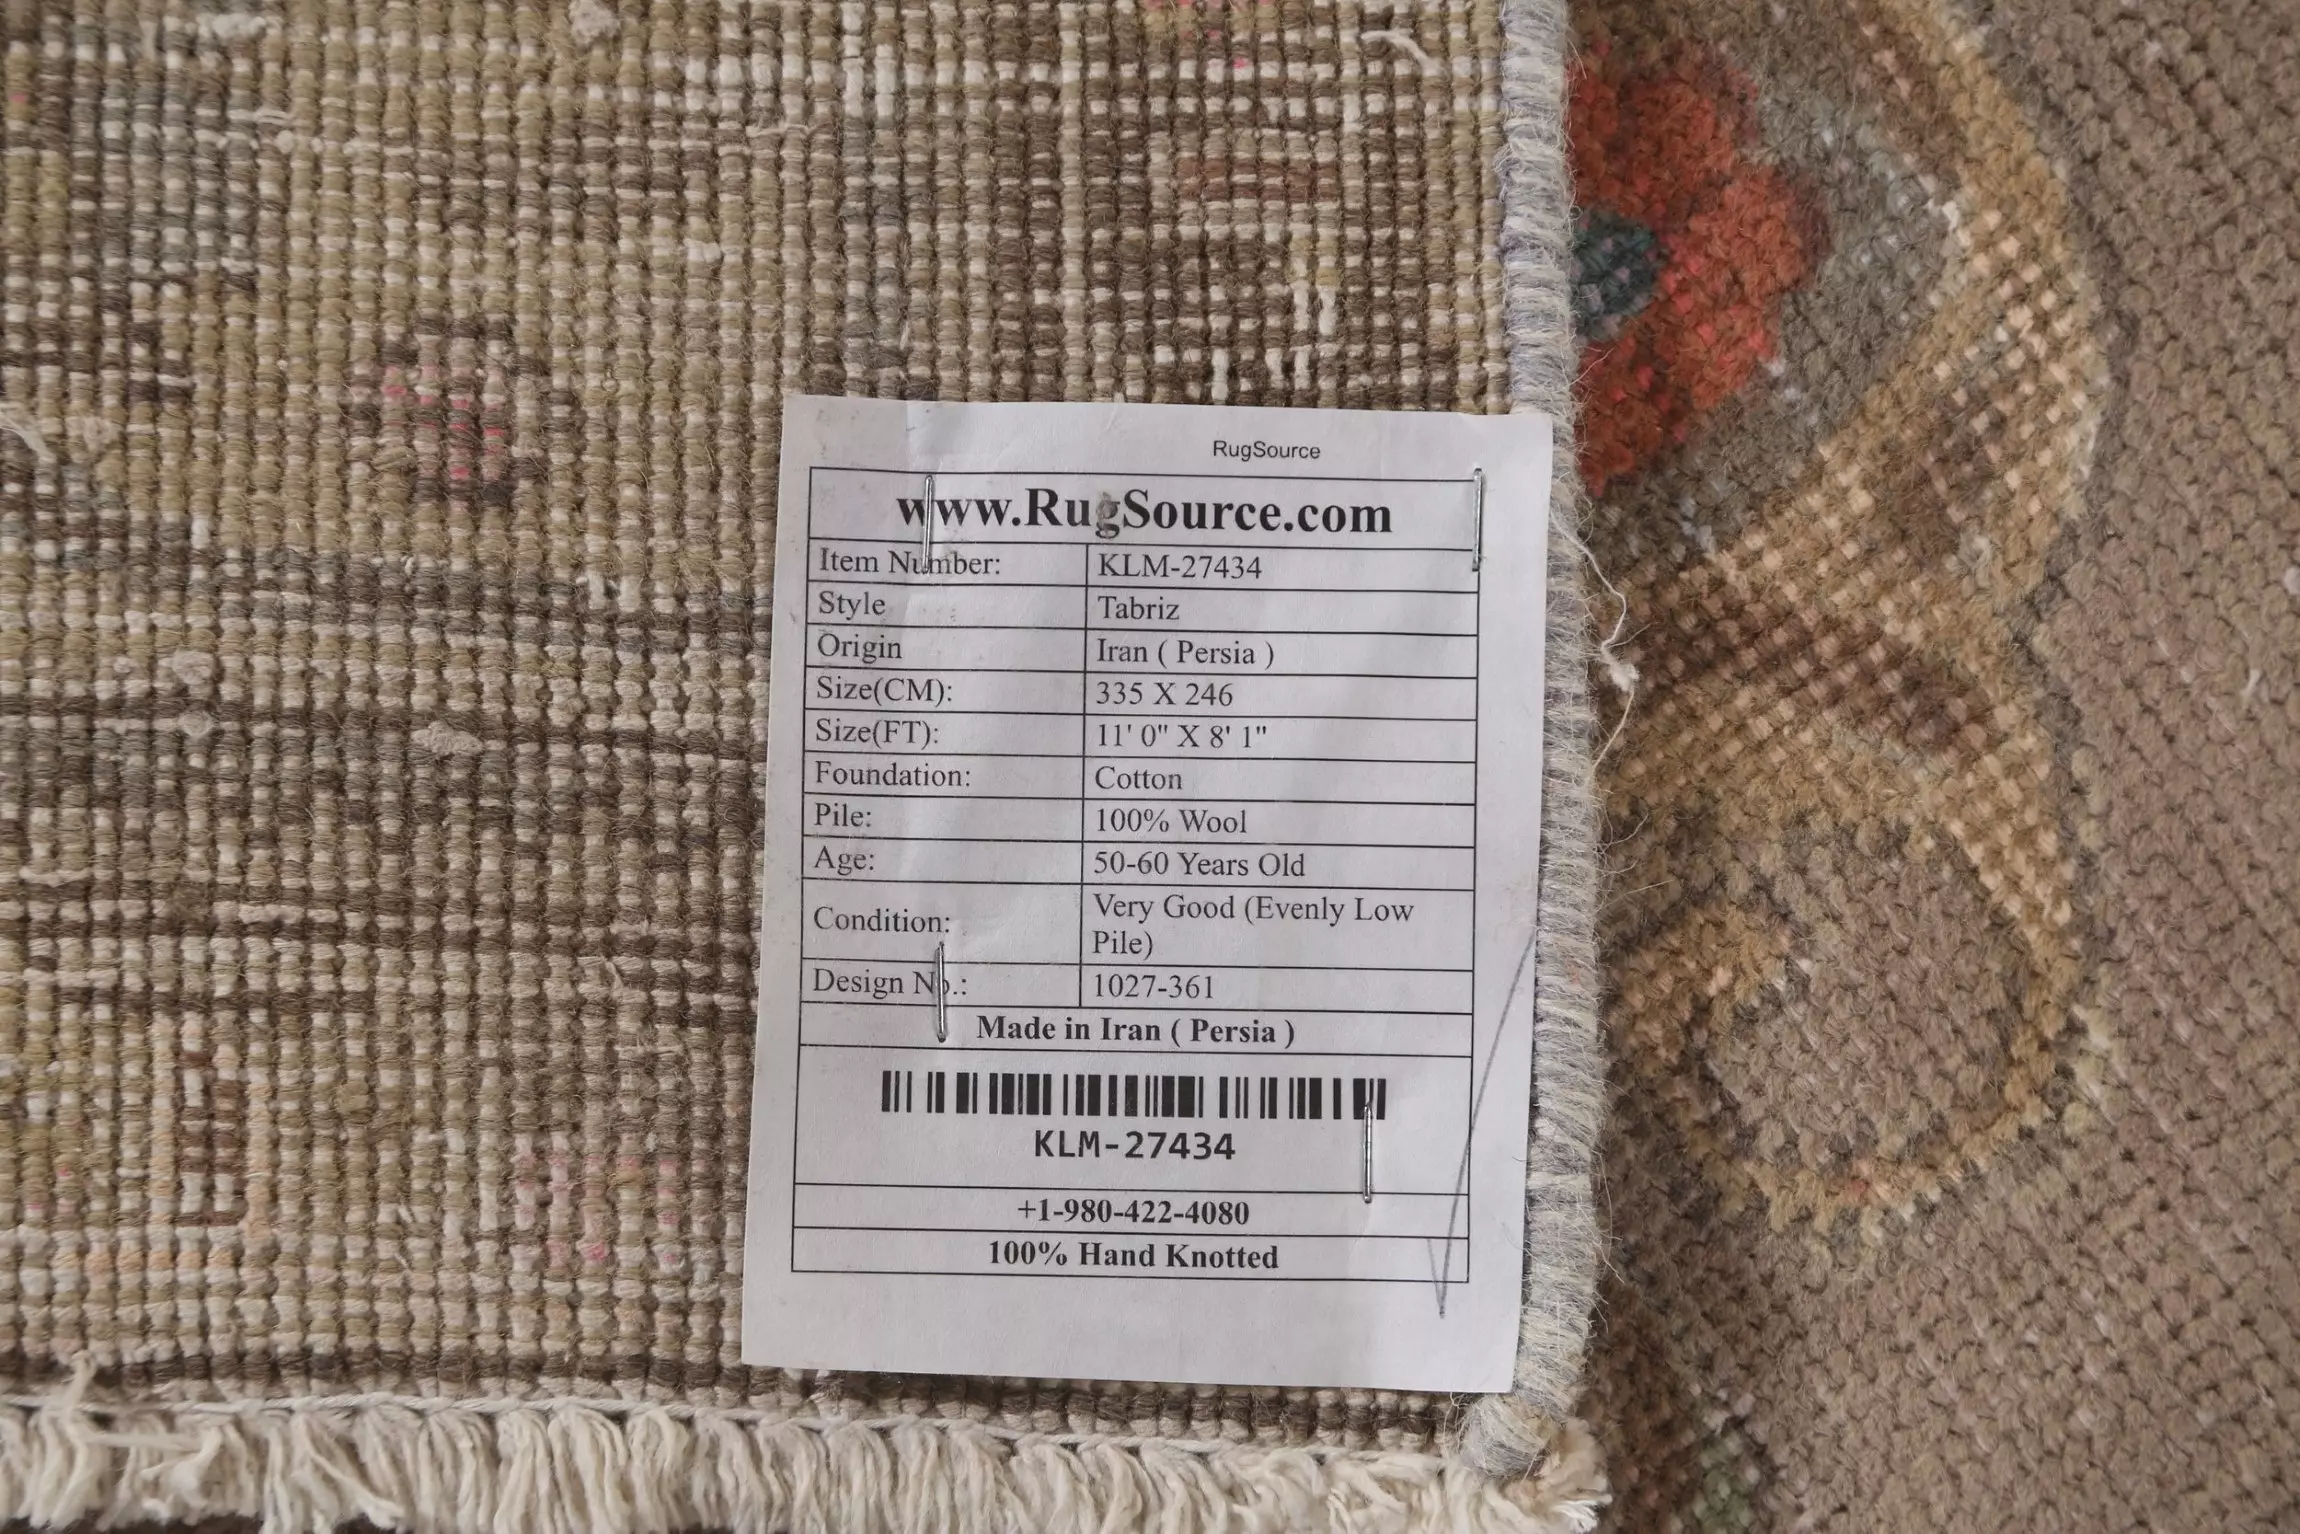 RugSource
www.RugSource.com
Item Number: KLM-27434
Style Tabriz
Origin Iran ( Persia )
Size(CM): 335 X 246
Size(FT): 11' 0" X 8' 1"
Foundation: Cotton
Pile: 100% Wool
Age: 50-60 Years Old
Condition: Very Good (Evenly Low
Pile)
Design No.: 1027-361
Made in Iran ( Persia )
KLM-27434
+1-980-422-4080
100% Hand Knotted